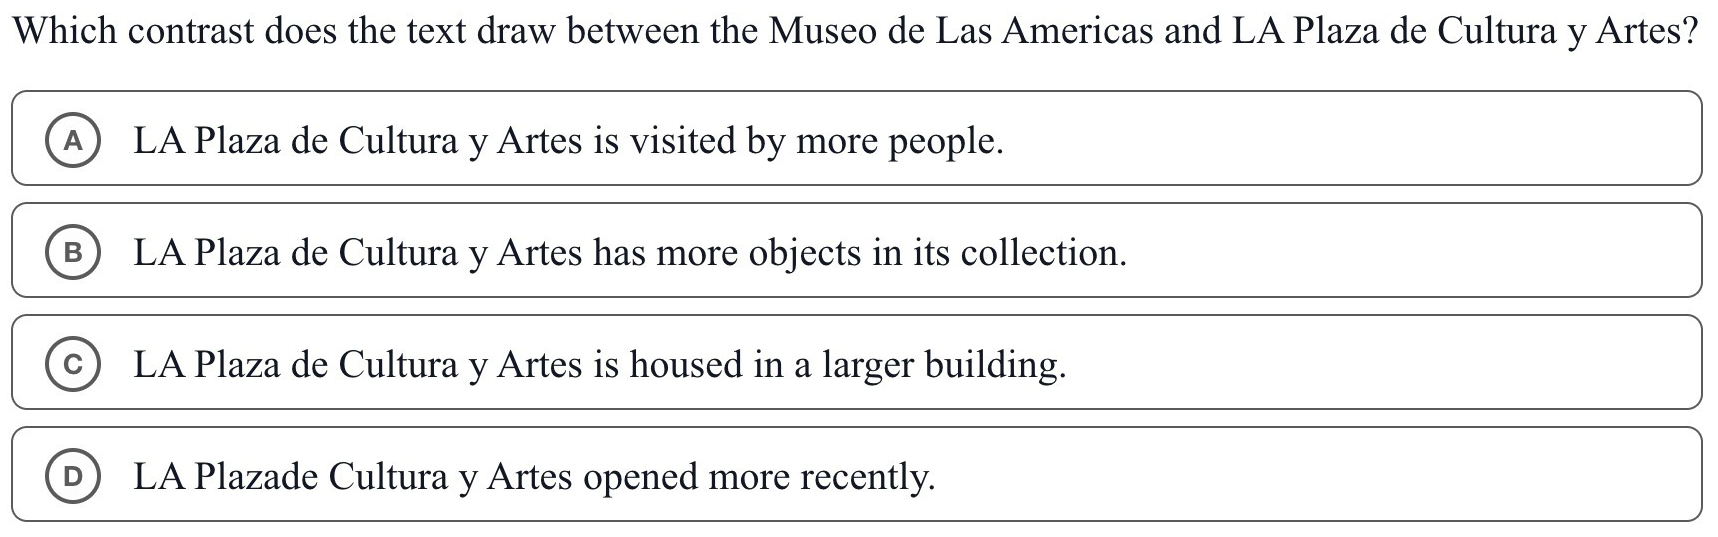 Which contrast does the text draw between the Museo de Las Americas and LA Plaza de Cultura y Artes?
A LA Plaza de Cultura y Artes is visited by more people.
B LA Plaza de Cultura y Artes has more objects in its collection.
C LA Plaza de Cultura y Artes is housed in a larger building.
D LA Plazade Cultura y Artes opened more recently.